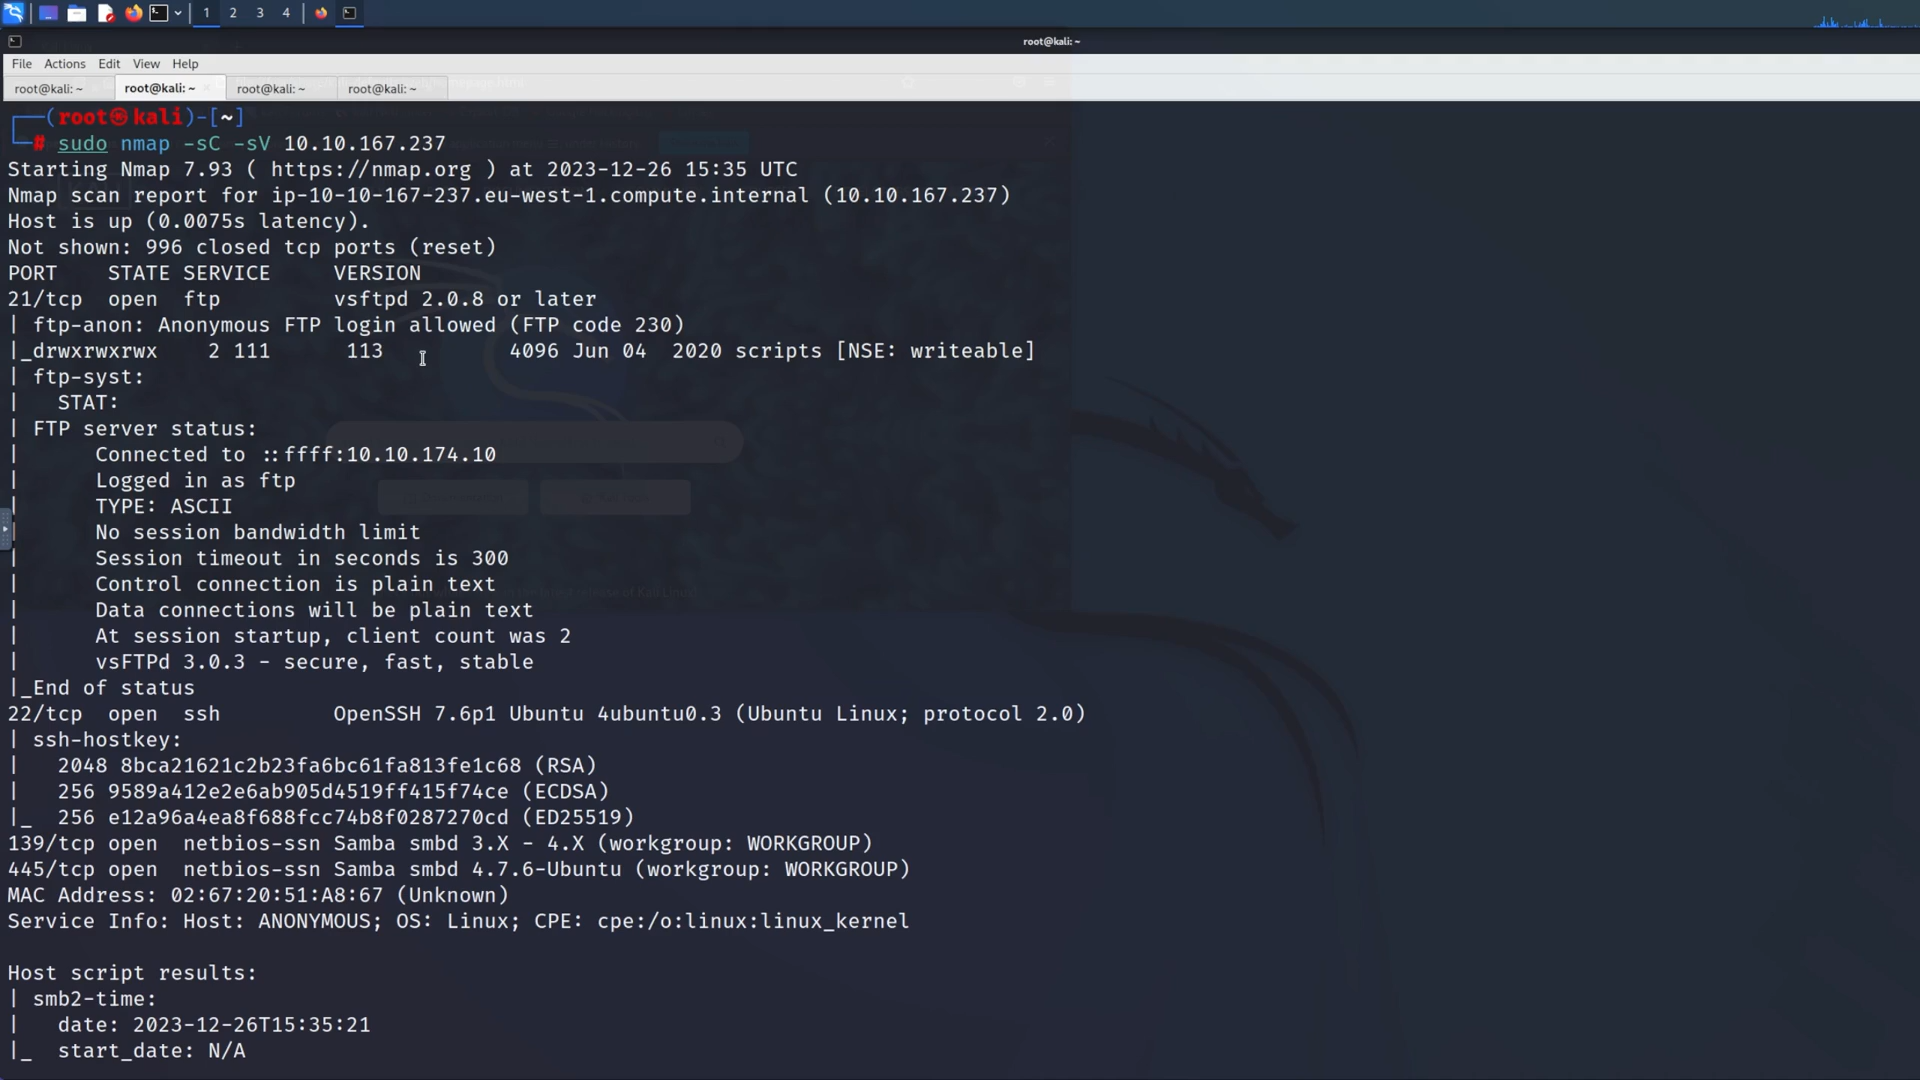 1 2 3 4
root@kali: ~
File Actions Edit View Help
root@kali: ~ root@kali: ~ root@kali: ~ root@kali: ~
┌──(root㉿kali)-[~]
└─# sudo nmap -sC -sV 10.10.167.237
Starting Nmap 7.93 ( https://nmap.org ) at 2023-12-26 15:35 UTC
Nmap scan report for ip-10-10-167-237.eu-west-1.compute.internal (10.10.167.237)
Host is up (0.0075s latency).
Not shown: 996 closed tcp ports (reset)
PORT    STATE SERVICE     VERSION
21/tcp  open  ftp         vsftpd 2.0.8 or later
| ftp-anon: Anonymous FTP login allowed (FTP code 230)
|_drwxrwxrwx    2 111      113          4096 Jun 04  2020 scripts [NSE: writeable]
| ftp-syst:
|   STAT:
| FTP server status:
|      Connected to ::ffff:10.10.174.10
|      Logged in as ftp
|      TYPE: ASCII
|      No session bandwidth limit
|      Session timeout in seconds is 300
|      Control connection is plain text
|      Data connections will be plain text
|      At session startup, client count was 2
|      vsFTPd 3.0.3 - secure, fast, stable
|_End of status
22/tcp  open  ssh         OpenSSH 7.6p1 Ubuntu 4ubuntu0.3 (Ubuntu Linux; protocol 2.0)
| ssh-hostkey:
|   2048 8bca21621c2b23fa6bc61fa813fe1c68 (RSA)
|   256 9589a412e2e6ab905d4519ff415f74ce (ECDSA)
|_  256 e12a96a4ea8f688fcc74b8f0287270cd (ED25519)
139/tcp open  netbios-ssn Samba smbd 3.X - 4.X (workgroup: WORKGROUP)
445/tcp open  netbios-ssn Samba smbd 4.7.6-Ubuntu (workgroup: WORKGROUP)
MAC Address: 02:67:20:51:A8:67 (Unknown)
Service Info: Host: ANONYMOUS; OS: Linux; CPE: cpe:/o:linux:linux_kernel
Host script results:
| smb2-time:
|   date: 2023-12-26T15:35:21
|_  start_date: N/A